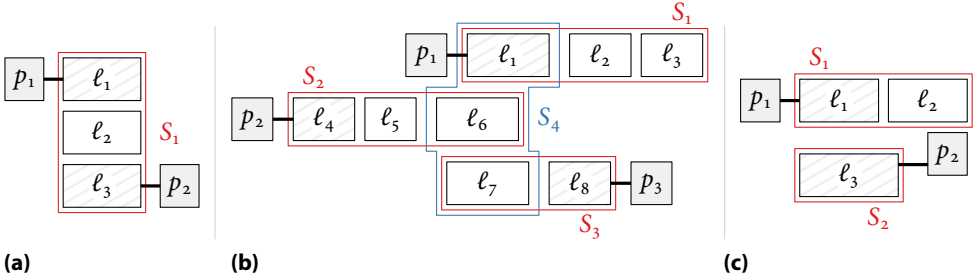 p₁ ℓ₁
ℓ₂ S₁
ℓ₃ p₂
(a)
S₁
p₁ ℓ₁ ℓ₂ ℓ₃
S₂
p₂ ℓ₄ ℓ₅ ℓ₆ S₄
ℓ₇ ℓ₈ p₃
S₃
(b)
S₁
p₁ ℓ₁ ℓ₂
ℓ₃ p₂
S₂
(c)